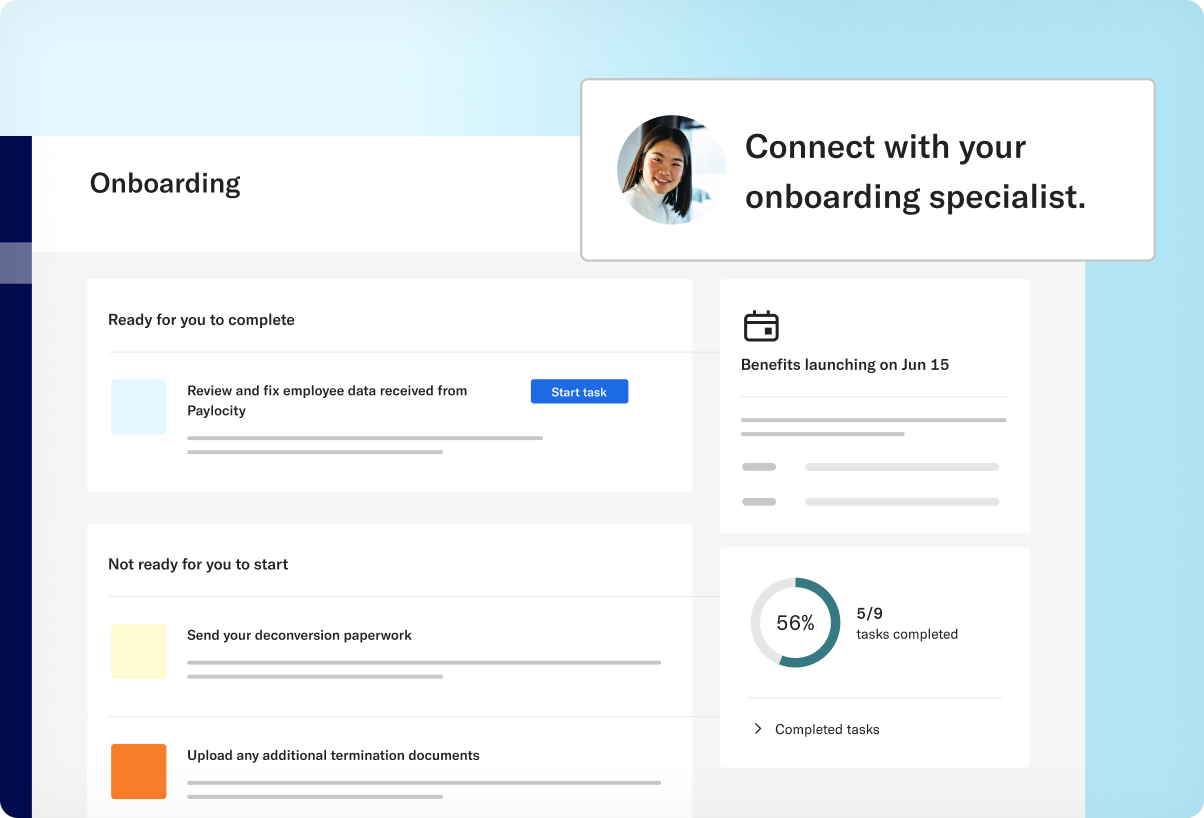 Connect with your
onboarding specialist.
Onboarding
Ready for you to complete
Review and fix employee data received from
Paylocity
Start task
Not ready for you to start
Send your deconversion paperwork
Upload any additional termination documents
Benefits launching on Jun 15
56%
5/9
tasks completed
Completed tasks